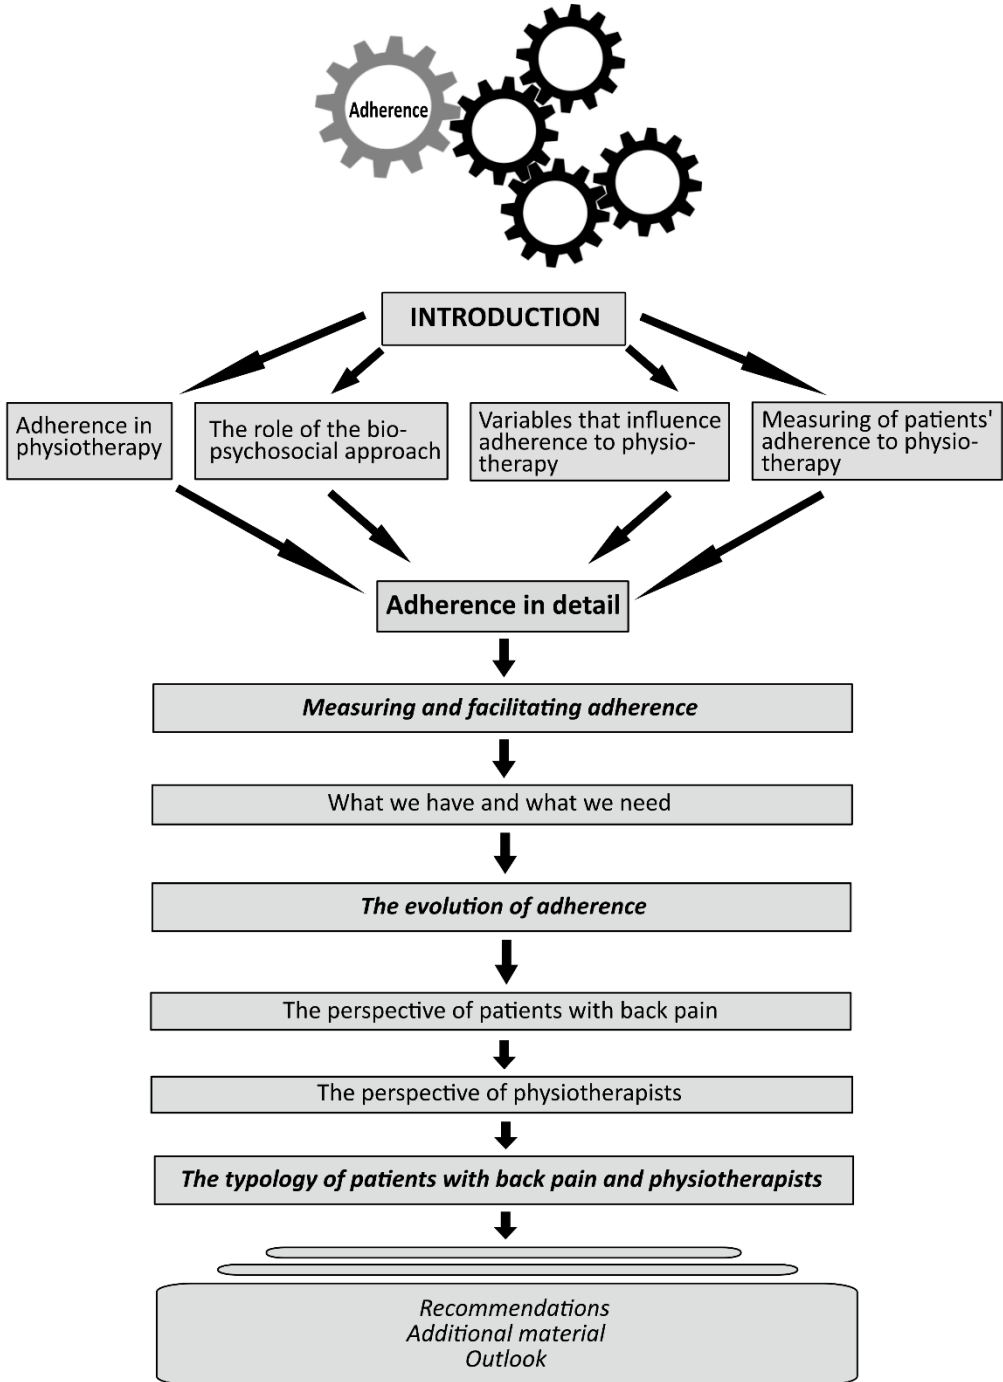 Adherence
INTRODUCTION
Adherence in
physiotherapy
The role of the bio-
psychosocial approach
Variables that influence
adherence to physio-
therapy
Measuring of patients'
adherence to physio-
therapy
Adherence in detail
Measuring and facilitating adherence
What we have and what we need
The evolution of adherence
The perspective of patients with back pain
The perspective of physiotherapists
The typology of patients with back pain and physiotherapists
Recommendations
Additional material
Outlook